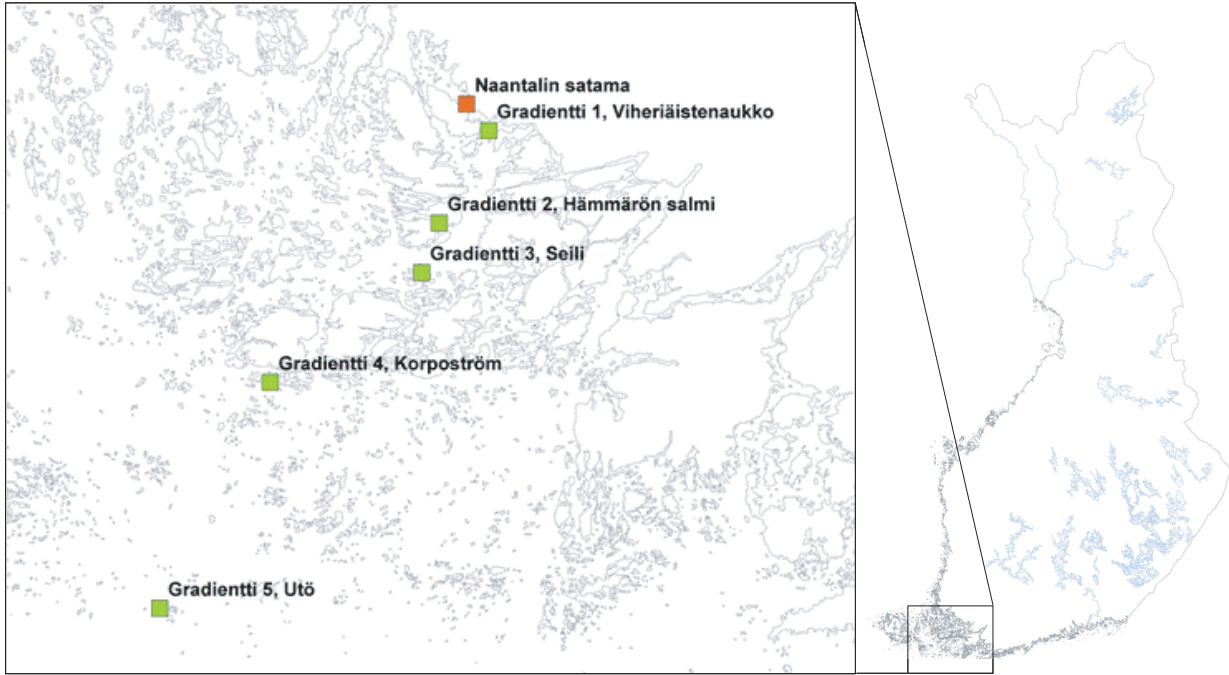 Naantalin satama
Gradientti 1, Viheriäistenaukko
Gradientti 2, Hämmärön salmi
Gradientti 3, Seili
Gradientti 4, Korpoström
Gradientti 5, Utö